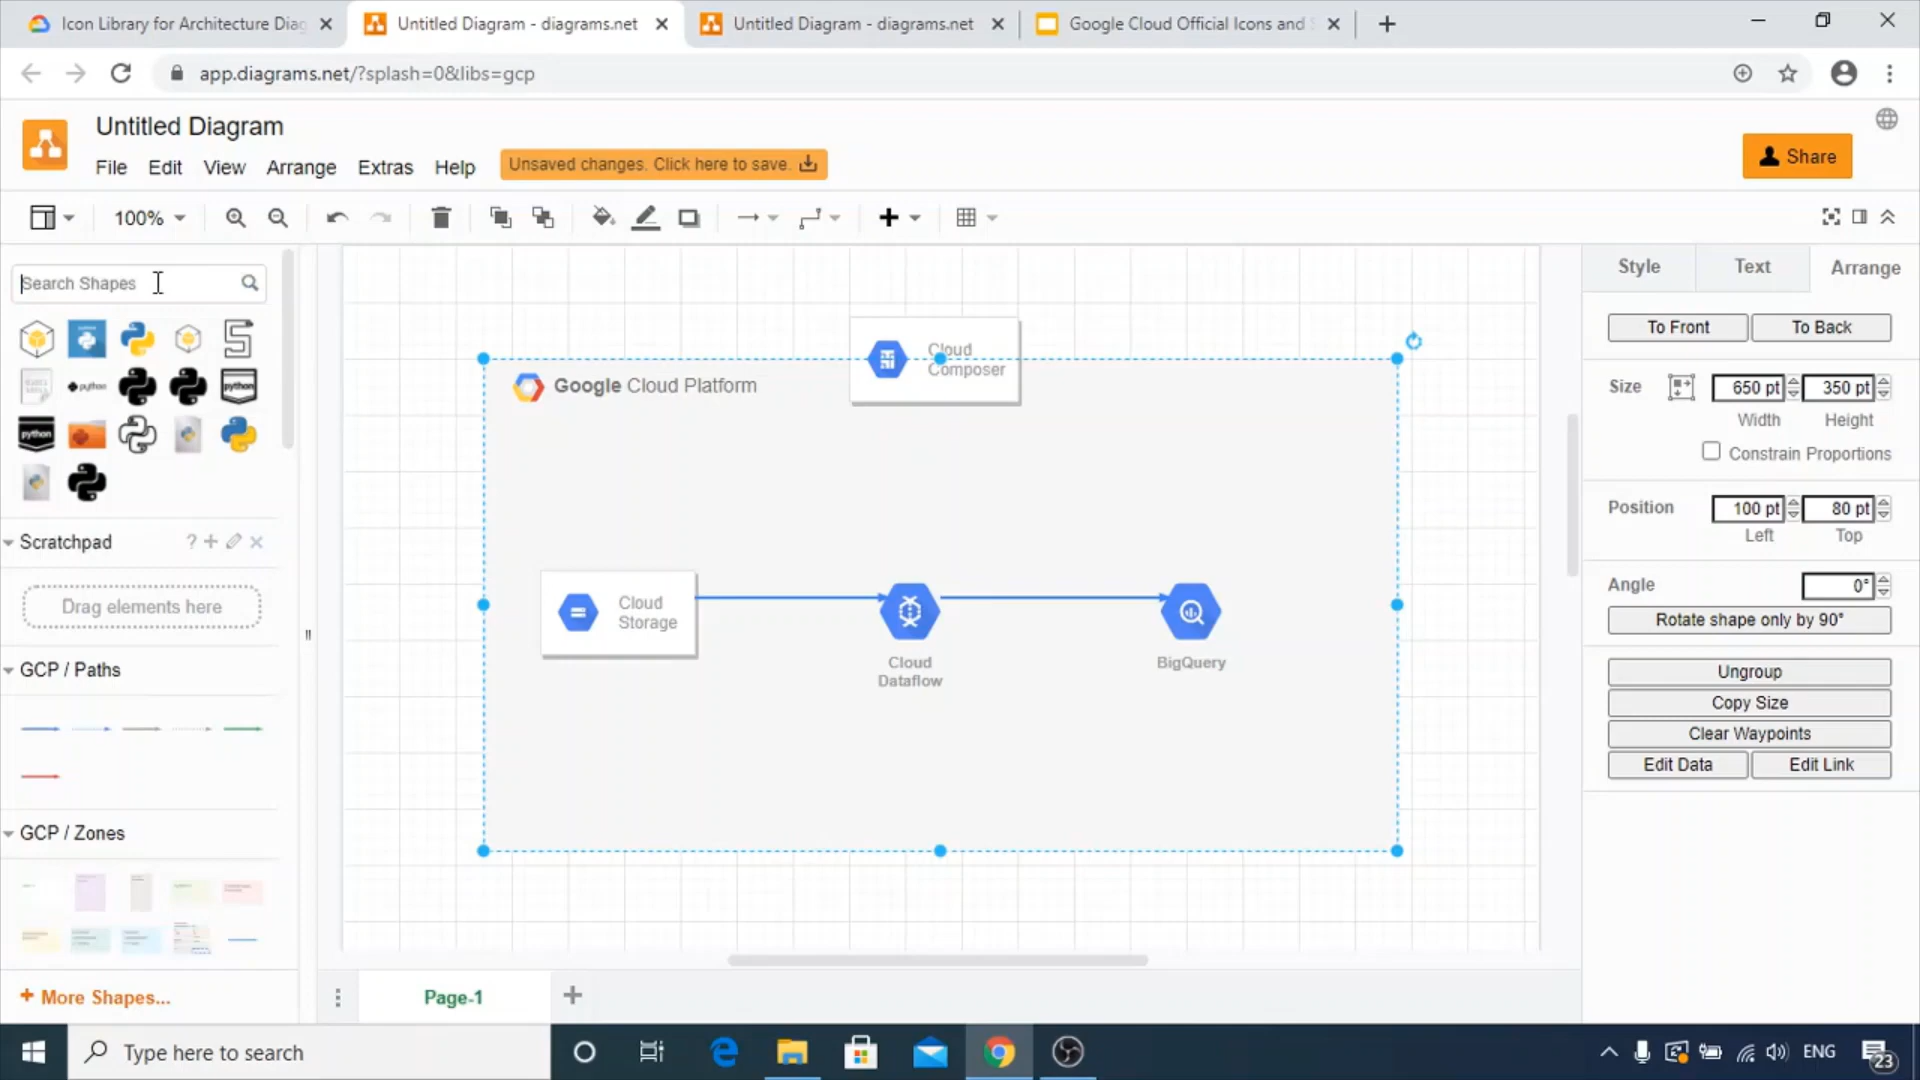 Icon Library for Architecture Diag
Untitled Diagram - diagrams.net
Untitled Diagram - diagrams.net
Google Cloud Official Icons and S
app.diagrams.net/?splash=0&libs=gcp
Untitled Diagram
File Edit View Arrange Extras Help
Unsaved changes. Click here to save.
Share
100%
Search Shapes
python
python
python
Scratchpad
?
Drag elements here
GCP / Paths
GCP / Zones
+ More Shapes...
Google Cloud Platform
Cloud
Composer
Cloud
Storage
Cloud
Dataflow
BigQuery
Page-1
Style Text Arrange
To Front To Back
Size 650 pt 350 pt
Width Height
Constrain Proportions
Position 100 pt 80 pt
Left Top
Angle 0°
Rotate shape only by 90°
Ungroup
Copy Size
Clear Waypoints
Edit Data Edit Link
Type here to search
ENG
23